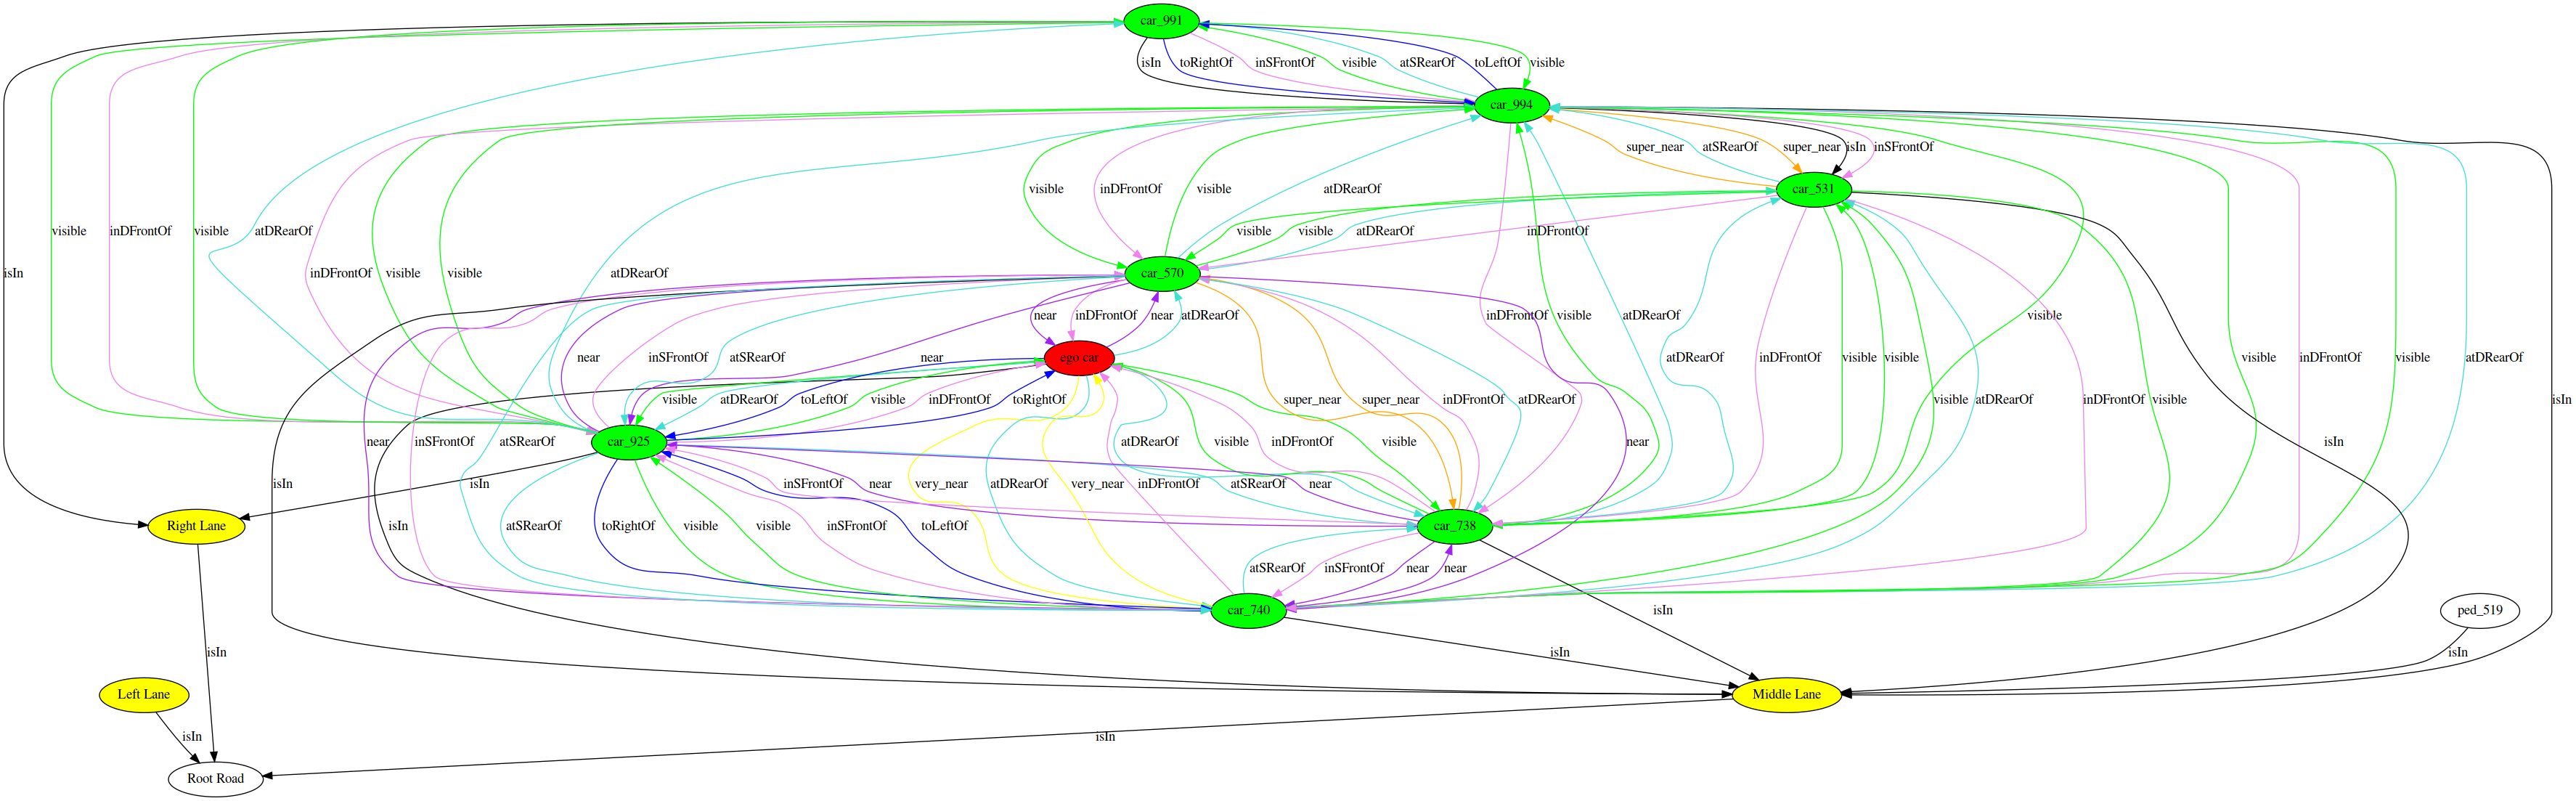 car_991
isIn toRightOf inSFrontOf visible atSRearOf toLeftOf visible
car_994
super_near atSRearOf super_near isIn inSFrontOf
visible inDFrontOf visible atDRearOf car_531
visible inDFrontOf visible atDRearOf visible visible atDRearOf inDFrontOf
isIn inDFrontOf visible visible atDRearOf car_570
near inDFrontOf near atDRearOf inDFrontOf visible atDRearOf visible
near inSFrontOf atSRearOf near ego car atDRearOf inDFrontOf visible visible visible inDFrontOf visible atDRearOf
visible atDRearOf toLeftOf visible inDFrontOf toRightOf super_near super_near inDFrontOf atDRearOf visible atDRearOf inDFrontOf visible isIn
near inSFrontOf atSRearOf car_925 atDRearOf visible inDFrontOf visible near isIn
isIn isIn inSFrontOf near very_near atDRearOf very_near inDFrontOf atSRearOf near
Right Lane isIn atSRearOf toRightOf visible visible inSFrontOf toLeftOf car_738
atSRearOf inSFrontOf near near
car_740 isIn ped_519
isIn isIn isIn
Left Lane Middle Lane
isIn isIn
Root Road